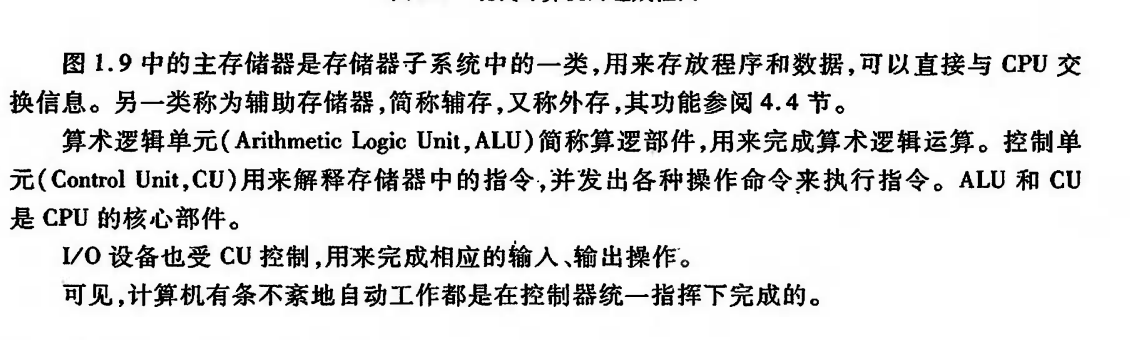 图 1.9 中的主存储器是存储器子系统中的一类,用来存放程序和数据,可以直接与 CPU 交
换信息。另一类称为辅助存储器,简称辅存,又称外存,其功能参阅 4.4 节。
算术逻辑单元(Arithmetic Logic Unit,ALU)简称算逻部件,用来完成算术逻辑运算。控制单
元(Control Unit,CU)用来解释存储器中的指令,并发出各种操作命令来执行指令。ALU 和 CU
是 CPU 的核心部件。
I/O 设备也受 CU 控制,用来完成相应的输入、输出操作。
可见,计算机有条不紊地自动工作都是在控制器统一指挥下完成的。